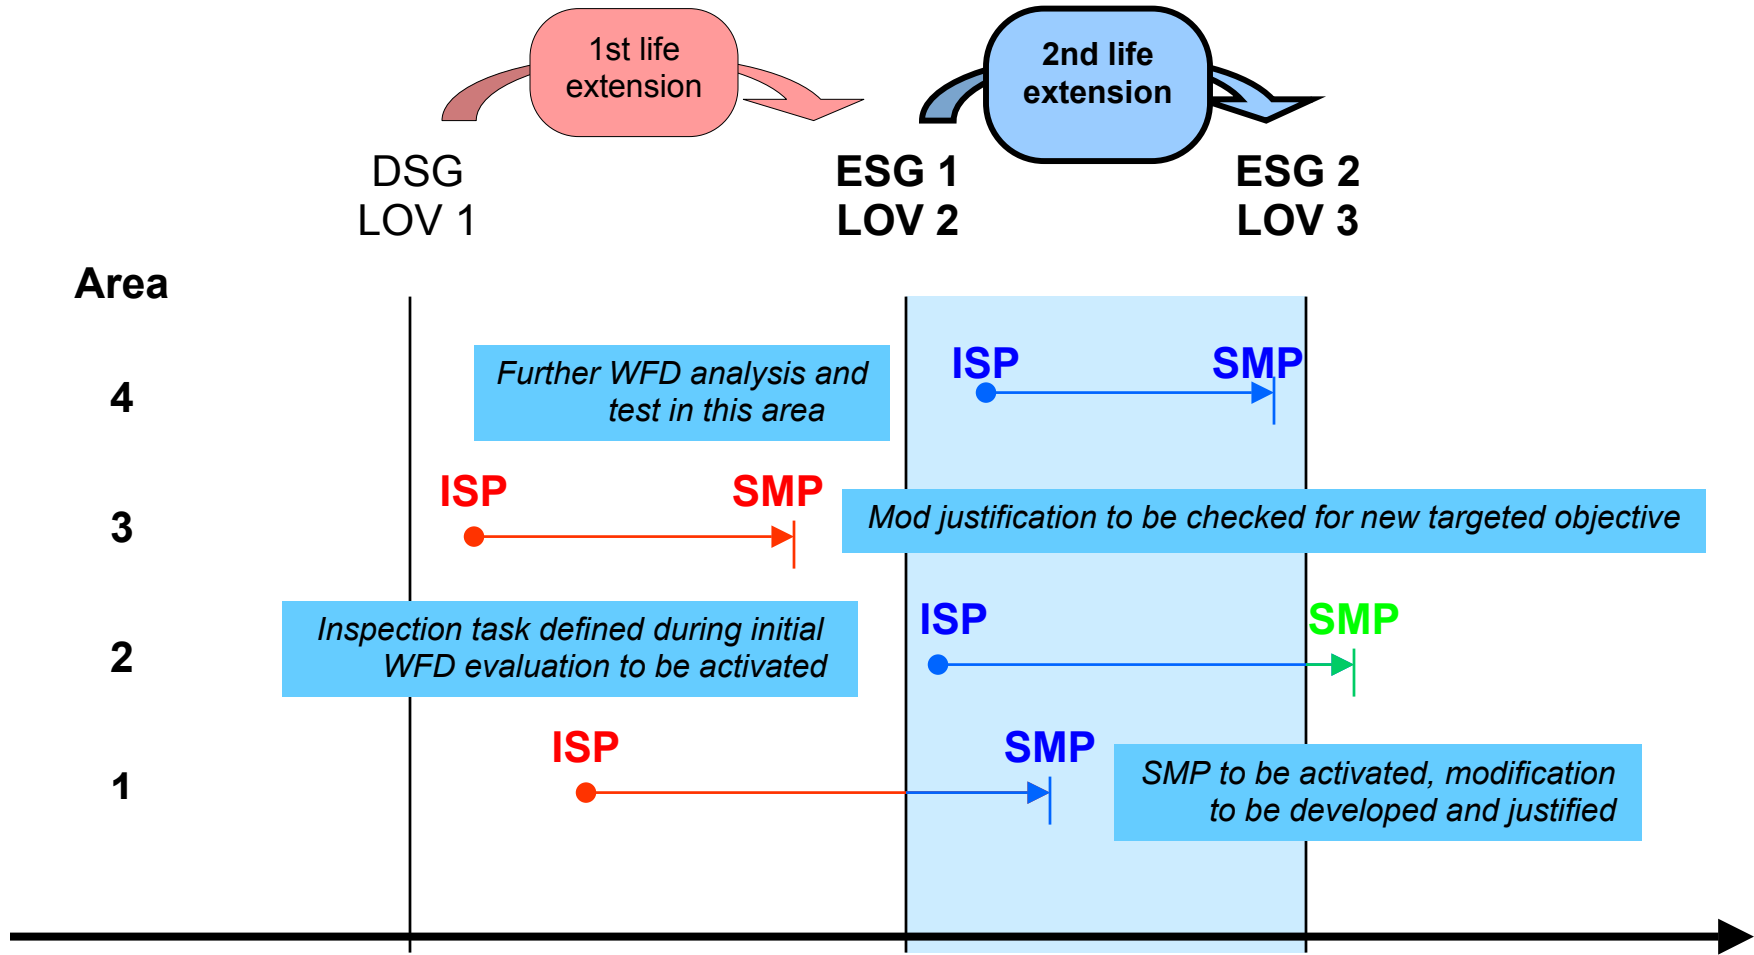 1st life
extension
2nd life
extension
DSG
LOV 1
ESG 1
LOV 2
ESG 2
LOV 3
Area
4
Further WFD analysis and
test in this area
ISP
SMP
3
ISP
SMP
Mod justification to be checked for new targeted objective
2
Inspection task defined during initial
WFD evaluation to be activated
ISP
SMP
1
ISP
SMP
SMP to be activated, modification
to be developed and justified